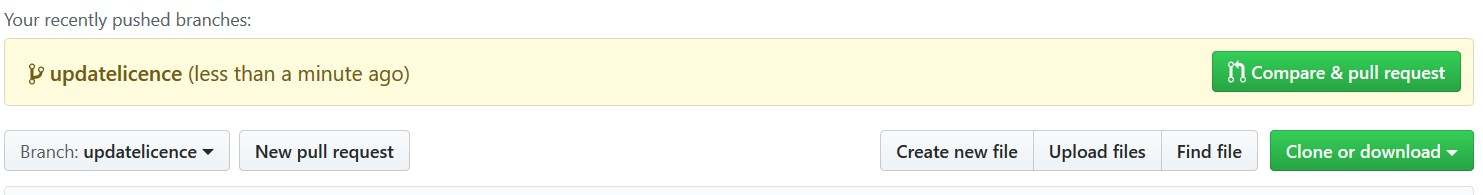 Your recently pushed branches:
updatelicence (less than a minute ago)
Compare & pull request
Branch: updatelicence
New pull request
Create new file
Upload files
Find file
Clone or download